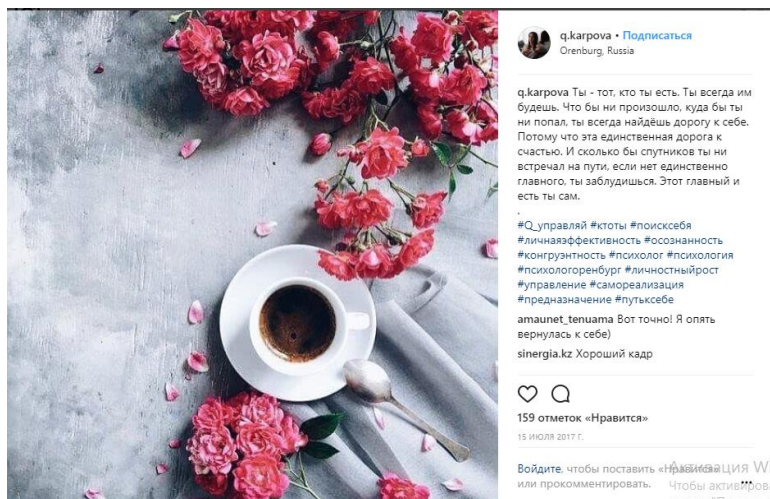 q.karpova • Подписаться
Orenburg, Russia
q.karpova Ты - тот, кто ты есть. Ты всегда им
будешь. Что бы ни произошло, куда бы ты
ни попал, ты всегда найдёшь дорогу к себе.
Потому что эта единственная дорога к
счастью. И сколько бы спутников ты ни
встречал на пути, если нет единственно
главного, ты заблудишься. Этот главный и
есть ты сам.
.
#Q_управляй #ктоты #поисксебя
#личнаяэффективность #осознанность
#конгруэнтность #психолог #психология
#психологоренбург #личностныйрост
#управление #самореализация
#предназначение #путьксебе
amaunet_tenuama Вот точно! Я опять
вернулась к себе)
sinergia.kz Хороший кадр
159 отметок «Нравится»
15 ИЮЛЯ 2017 Г.
Войдите, чтобы поставить «Нравится»
или прокомментировать.
Активация W
Чтобы активиров